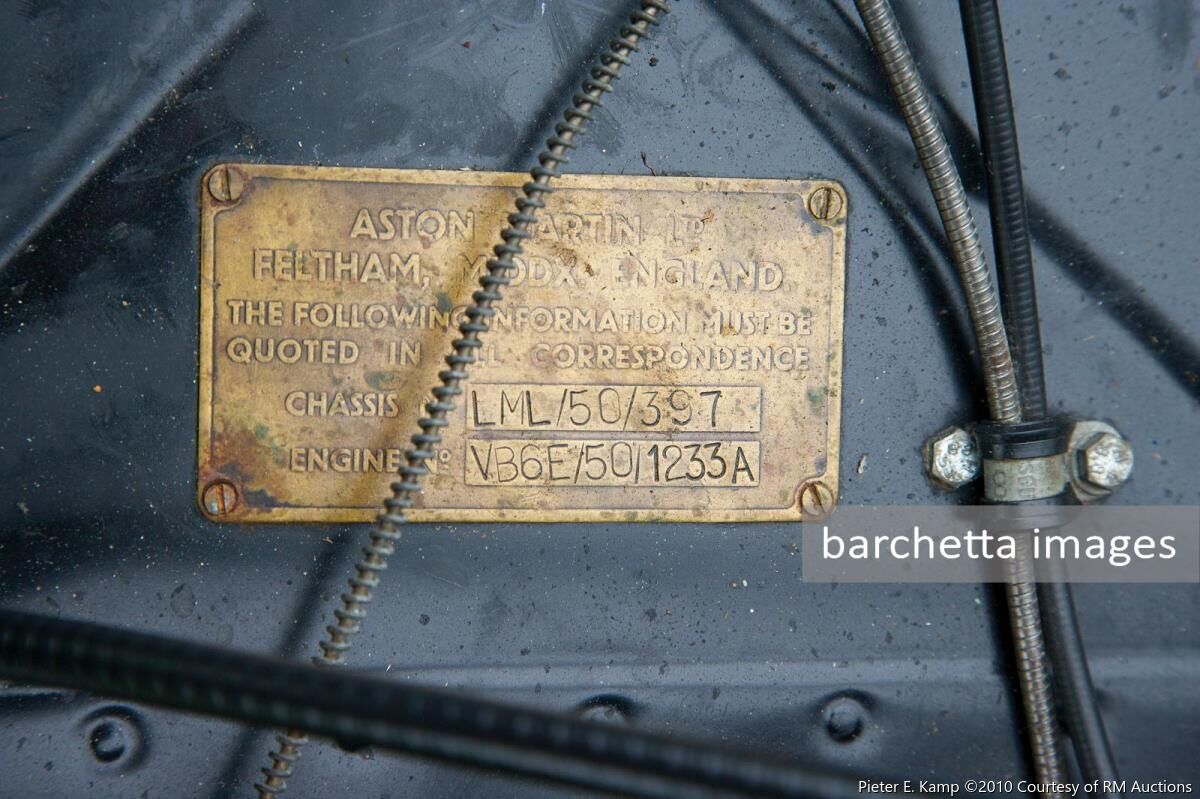 ASTON MARTIN LD
FELTHAM, MIDDX. ENGLAND
THE FOLLOWING INFORMATION MUST BE
QUOTED IN ALL CORRESPONDENCE
CHASSIS LML/50/397
ENGINE Nº VB6E/50/1233A
barchetta images
Pieter E. Kamp ©2010 Courtesy of RM Auctions